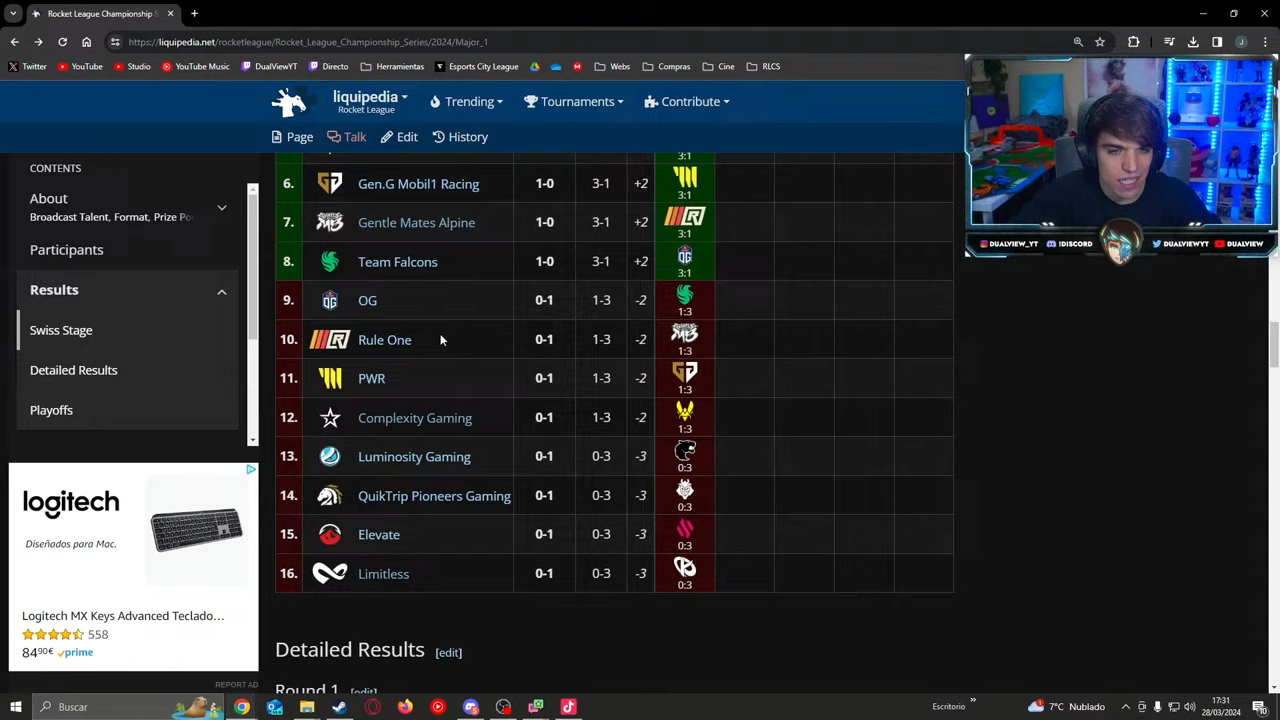 Rocket League Championship S
https://liquipedia.net/rocketleague/Rocket_League_Championship_Series/2024/Major_1
Twitter YouTube Studio YouTube Music DualViewYT Directo Herramientas Esports City League Webs Compras Cine RLCS
liquipedia
Rocket League
Trending Tournaments Contribute
Page Talk Edit History
CONTENTS
About
Broadcast Talent, Format, Prize Po
Participants
Results
Swiss Stage
Detailed Results
Playoffs
3:1
6. Gen.G Mobil1 Racing 1-0 3-1 +2 3:1
7. Gentle Mates Alpine 1-0 3-1 +2 3:1
8. Team Falcons 1-0 3-1 +2 3:1
9. OG 0-1 1-3 -2 1:3
10. Rule One 0-1 1-3 -2 1:3
11. PWR 0-1 1-3 -2 1:3
12. Complexity Gaming 0-1 1-3 -2 1:3
13. Luminosity Gaming 0-1 0-3 -3 0:3
14. QuikTrip Pioneers Gaming 0-1 0-3 -3 0:3
15. Elevate 0-1 0-3 -3 0:3
16. Limitless 0-1 0-3 -3 0:3
Detailed Results [edit]
Round 1 [edit]
logitech
Diseñados para Mac.
Logitech MX Keys Advanced Teclado…
558
84,90€ prime
REPORT AD
DUALVIEW_YT !DISCORD DUALVIEWYT DUALVIEW
Buscar
Escritorio
7°C Nublado
17:31
28/03/2024